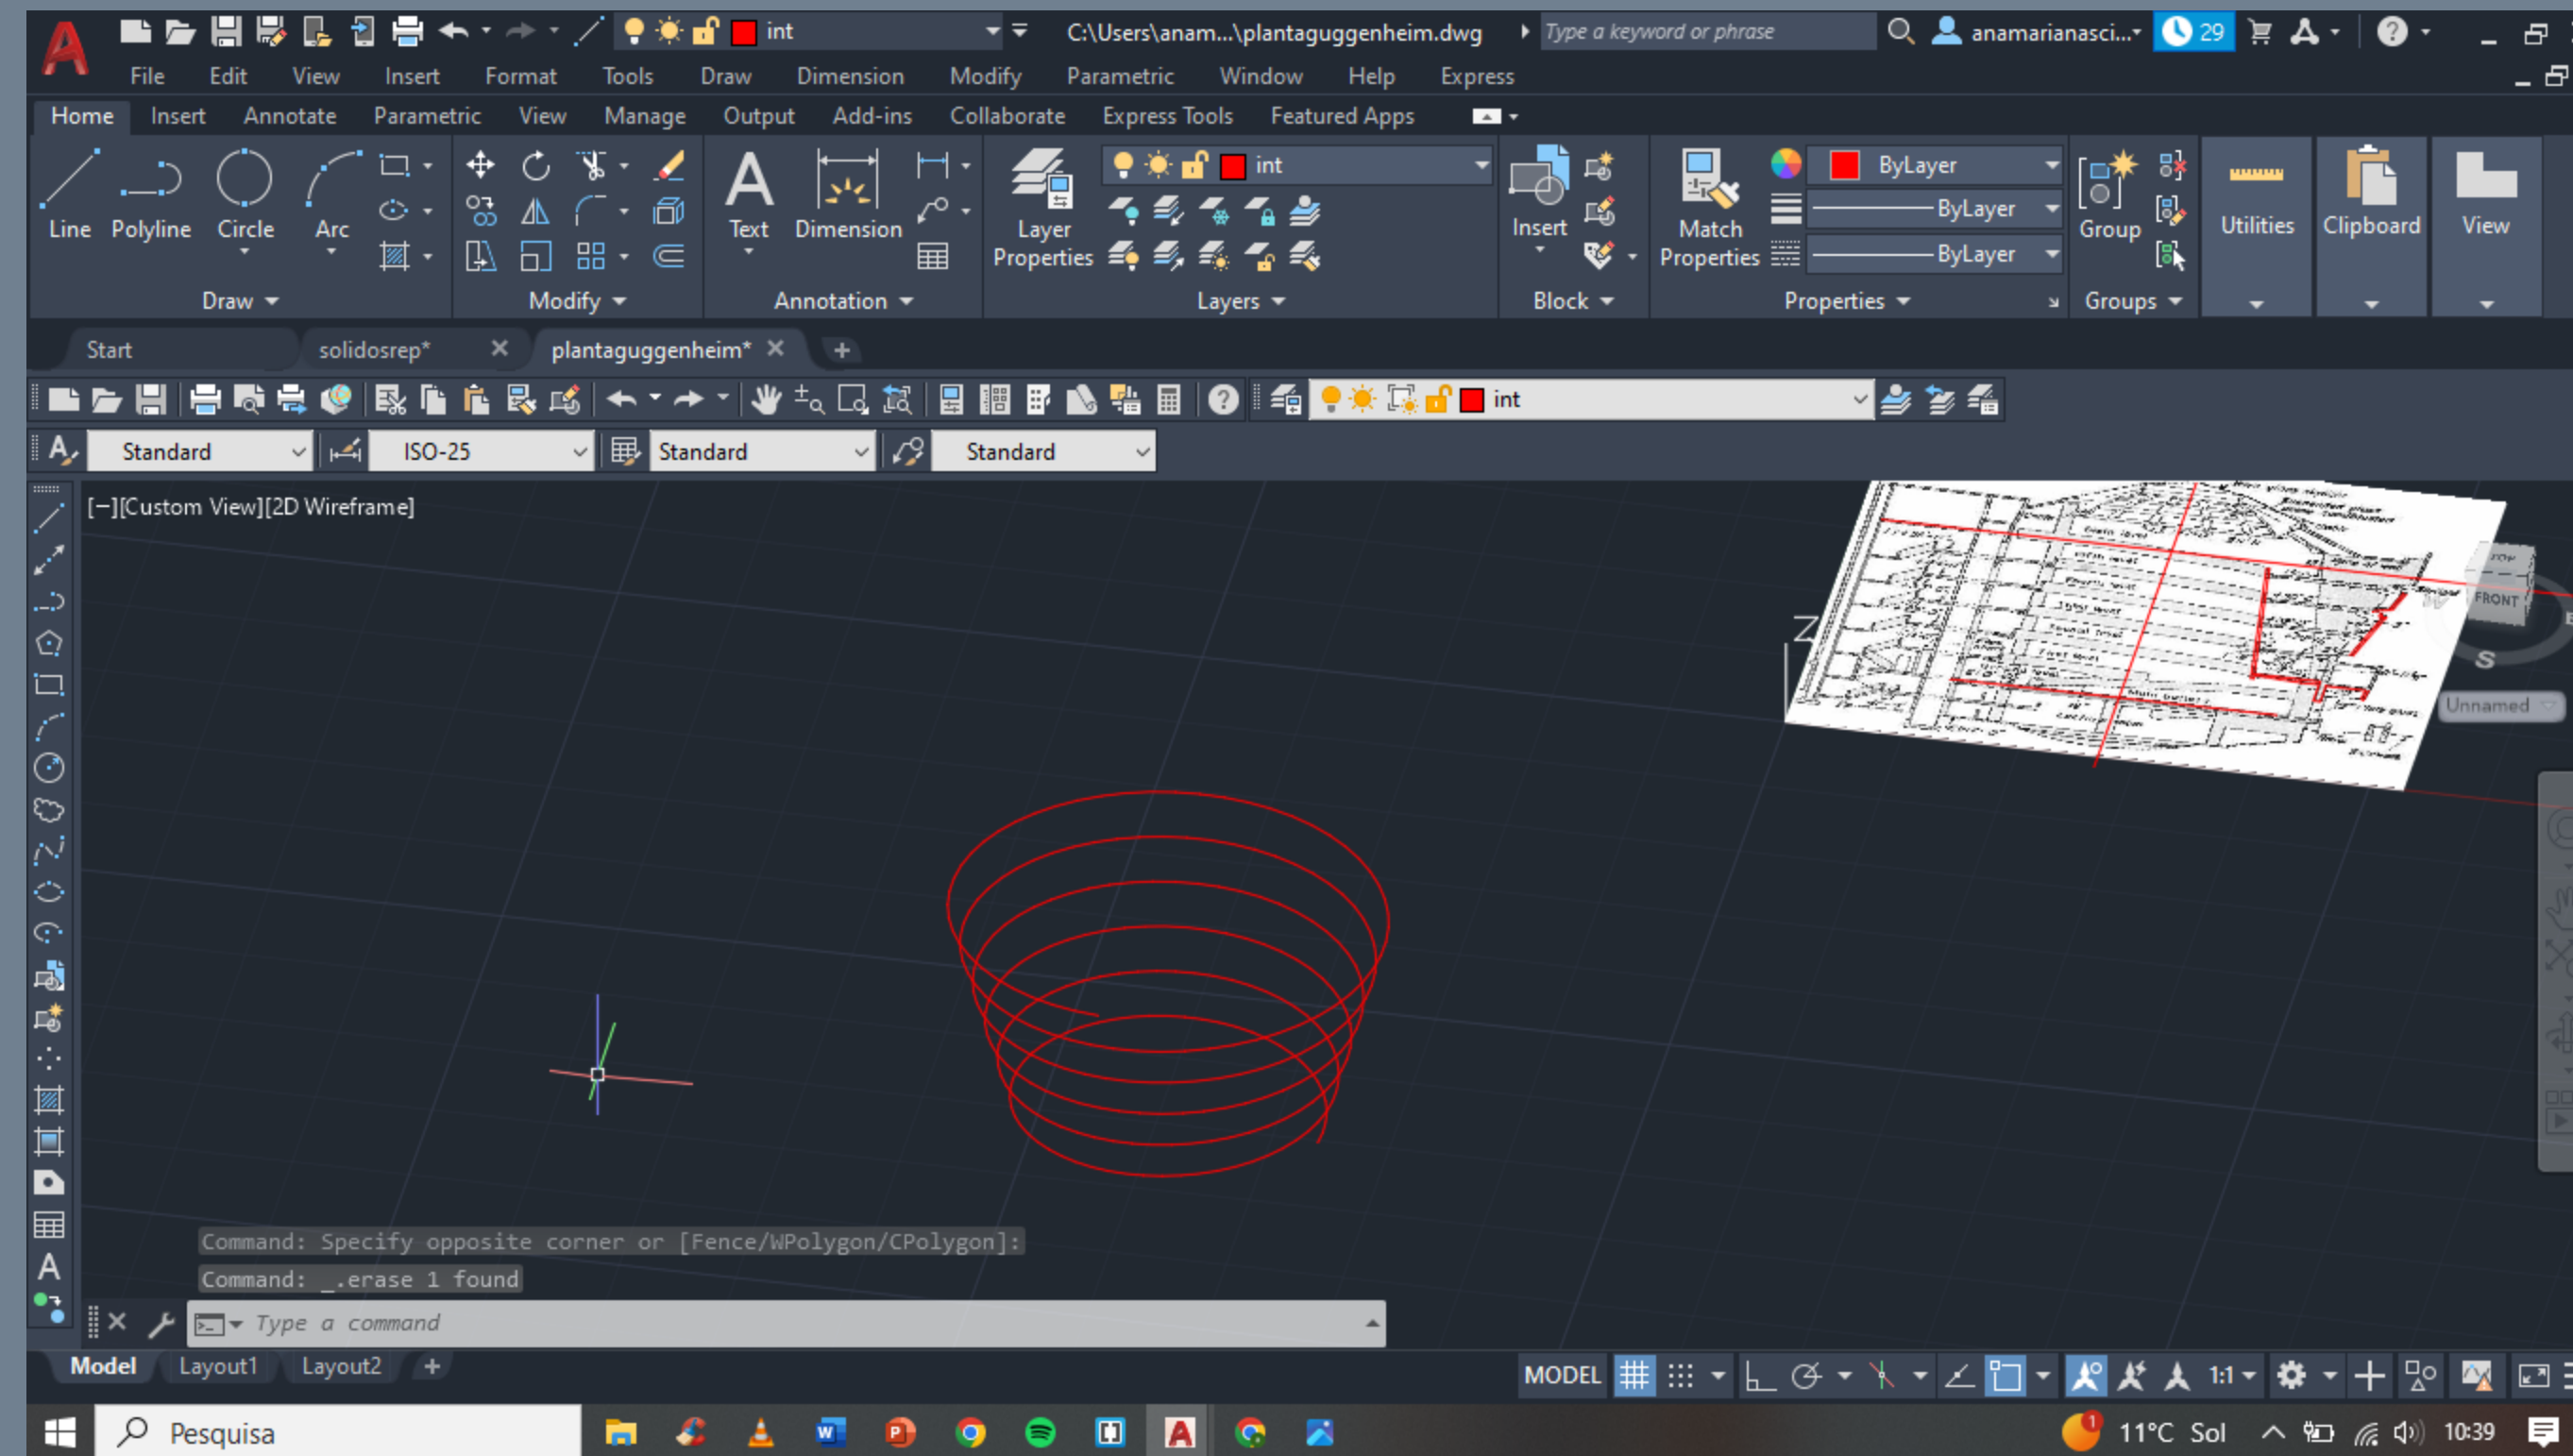 int
C:\Users\anam...\plantaguggenheim.dwg
Type a keyword or phrase
anamarianasci...
29
File Edit View Insert Format Tools Draw Dimension Modify Parametric Window Help Express
Home Insert Annotate Parametric View Manage Output Add-ins Collaborate Express Tools Featured Apps
int
ByLayer
Line Polyline Circle Arc
Text Dimension
Layer
Properties
Insert
Match
Properties
ByLayer
ByLayer
Group
Utilities
Clipboard
View
Draw Modify Annotation Layers Block Properties Groups
Start solidosrep* plantaguggenheim*
int
Standard ISO-25 Standard Standard
[−][Custom View][2D Wireframe]
TOP
FRONT
S
Z
Unnamed
Command: Specify opposite corner or [Fence/WPolygon/CPolygon]:
Command: _.erase 1 found
Type a command
Model Layout1 Layout2
MODEL
1:1
Pesquisa
1
11°C Sol
10:39